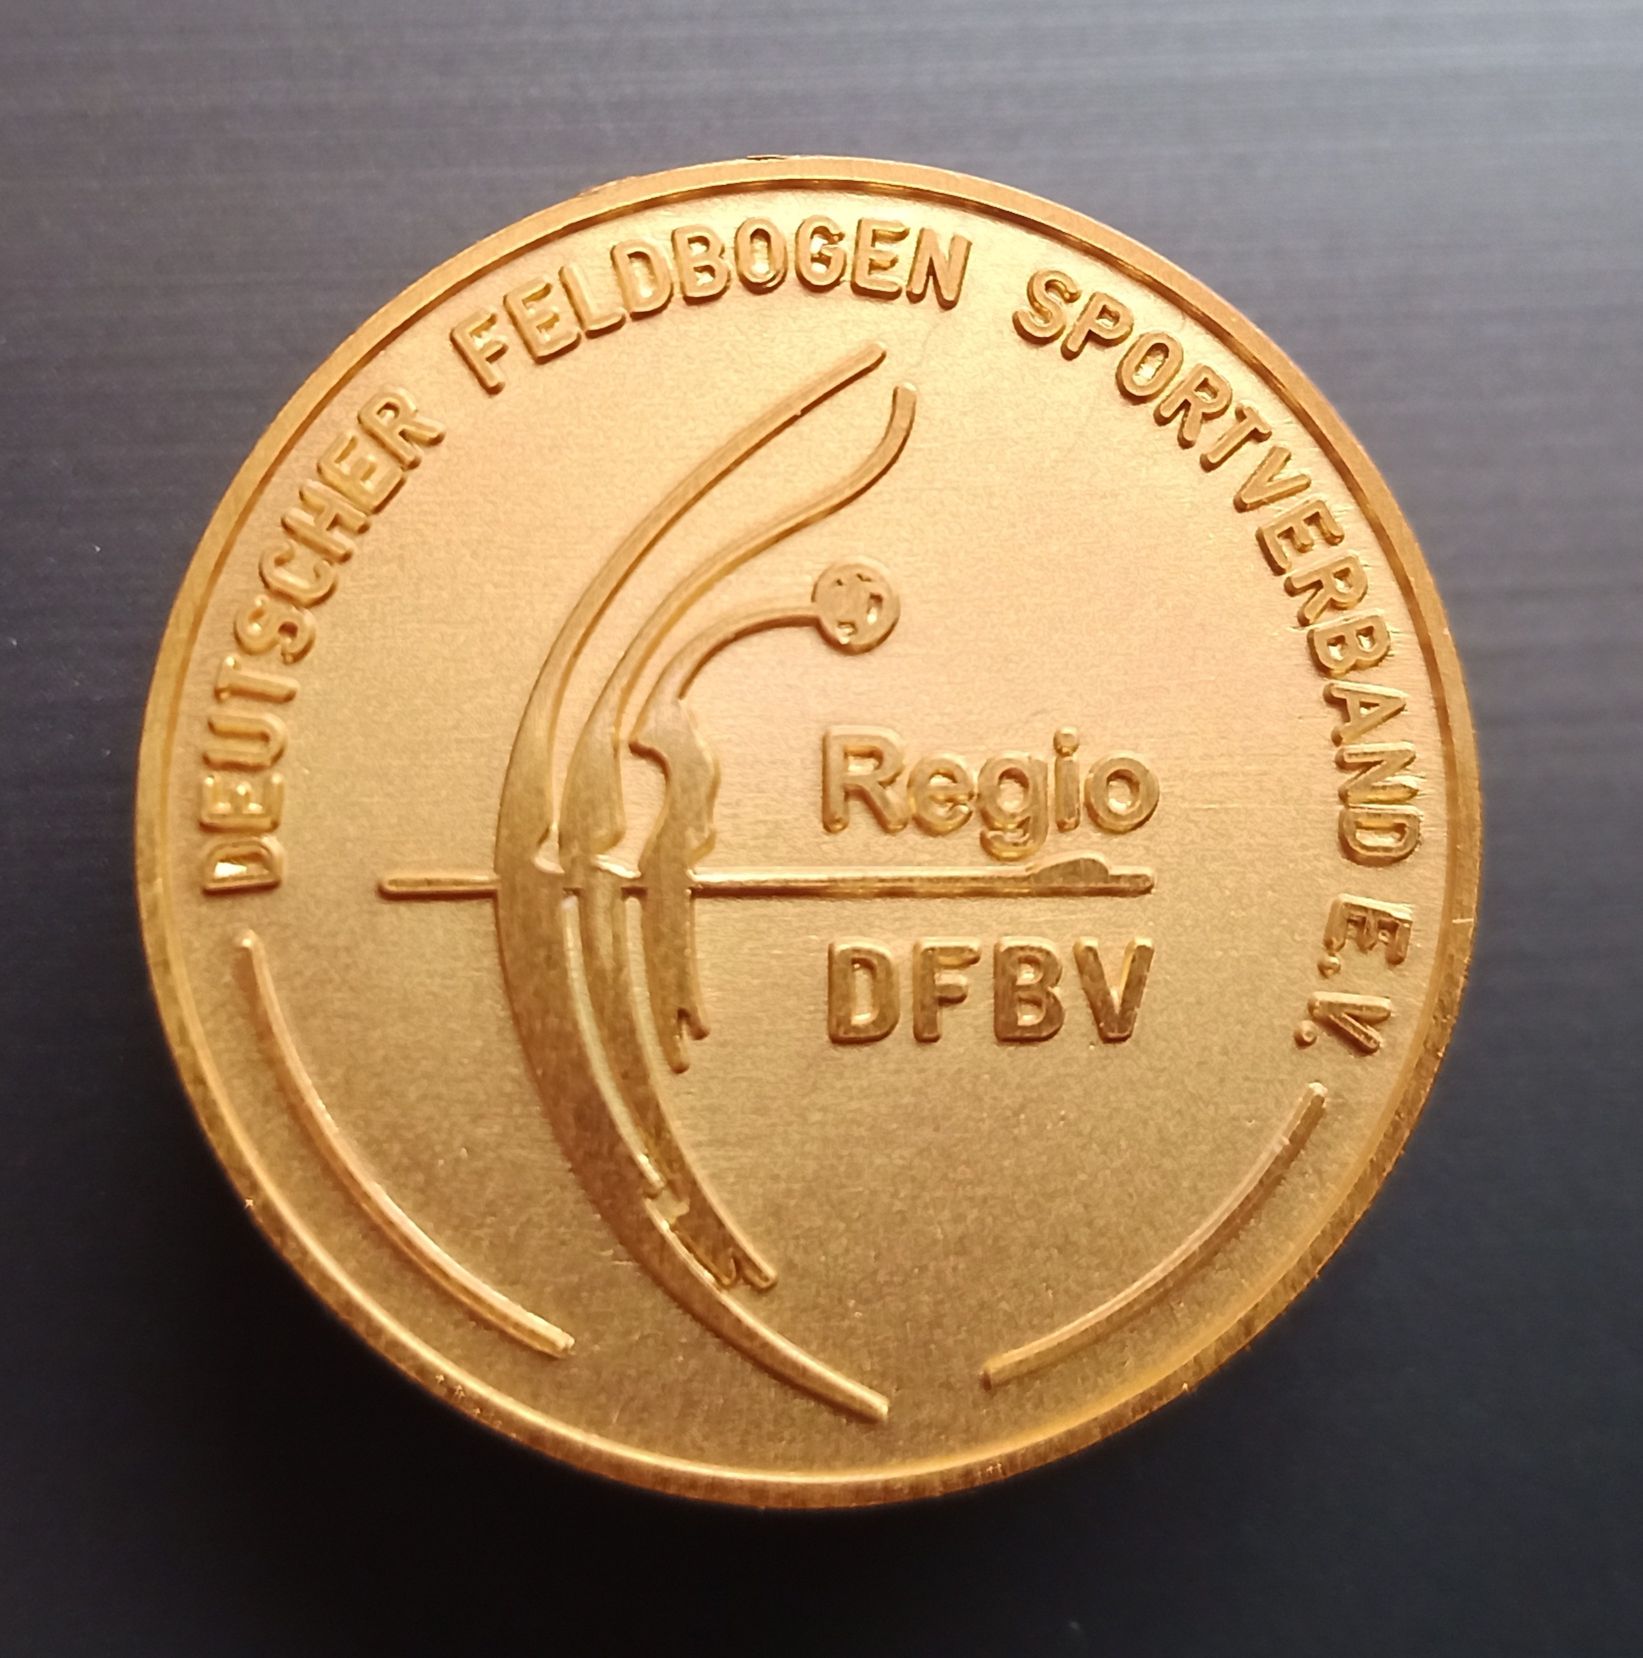 DEUTSCHER FELDBOGEN SPORTVERBAND E.V.
Regio
DFBV